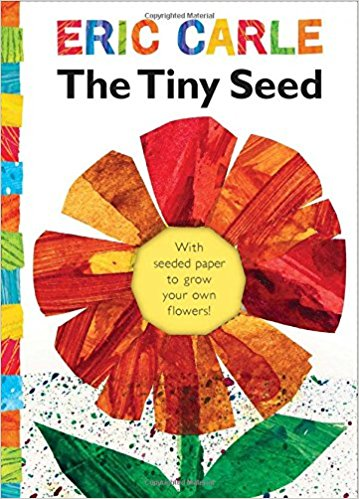 ERIC CARLE
The Tiny Seed
With
seeded paper
to grow
your own
flowers!